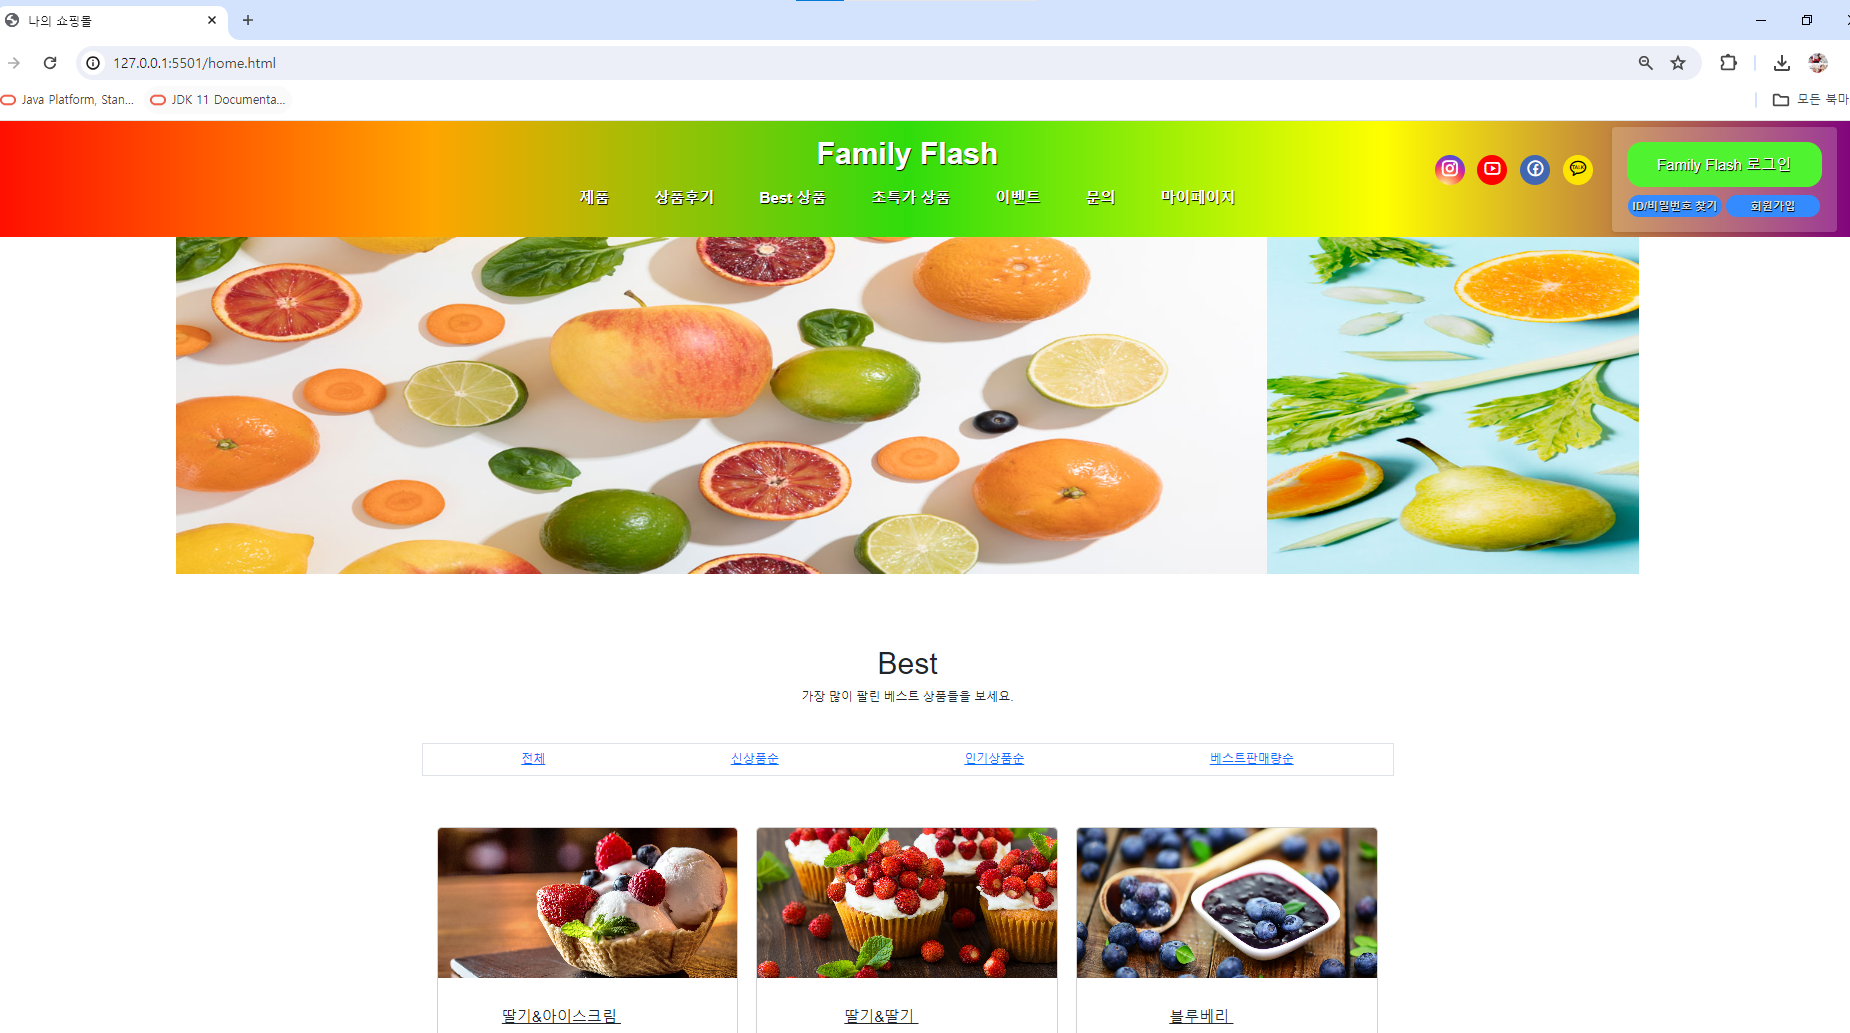 나의 쇼핑몰
127.0.0.1:5501/home.html
Java Platform, Stan...
JDK 11 Documenta...
모든 북마
Family Flash
제품 상품후기 Best 상품 초특가 상품 이벤트 문의 마이페이지
TALK
Family Flash 로그인
ID/비밀번호 찾기 회원가입
Best
가장 많이 팔린 베스트 상품들을 보세요.
전체 신상품순 인기상품순 베스트판매량순
딸기&아이스크림 딸기&딸기 블루베리